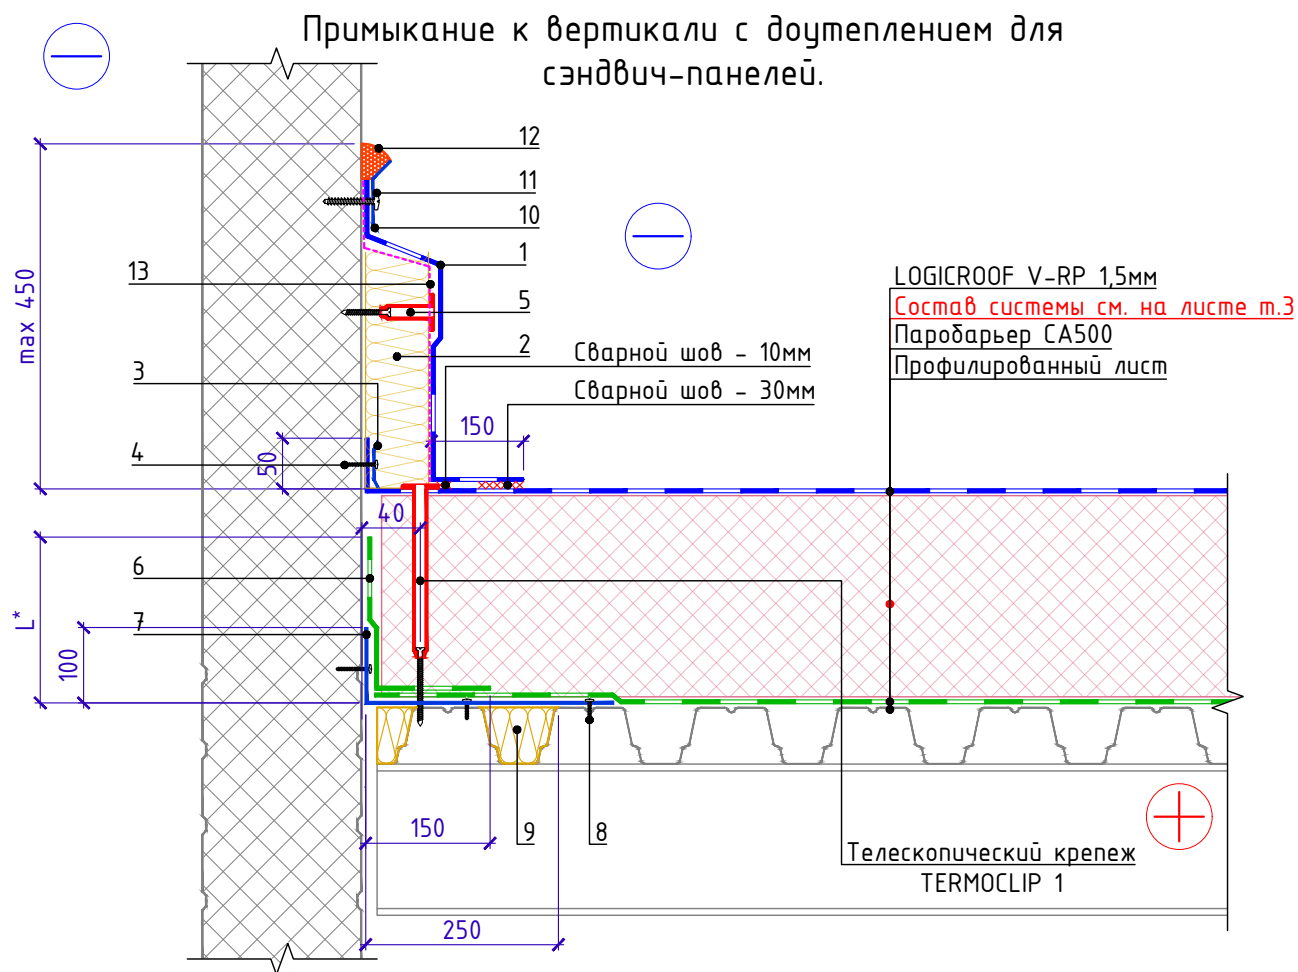 Примыкание к вертикали с доутеплением для
сэндвич-панелей.
12
11
10
1
13
5
2
3
4
max 450
50
Сварной шов - 10мм
Сварной шов - 30мм
150
LOGICROOF V-RP 1,5мм
Состав системы см. на листе т.3
Паробарьер СА500
Профилированный лист
40
6
7
L*
100
150
9
8
250
Телескопический крепеж
TERMOCLIP 1